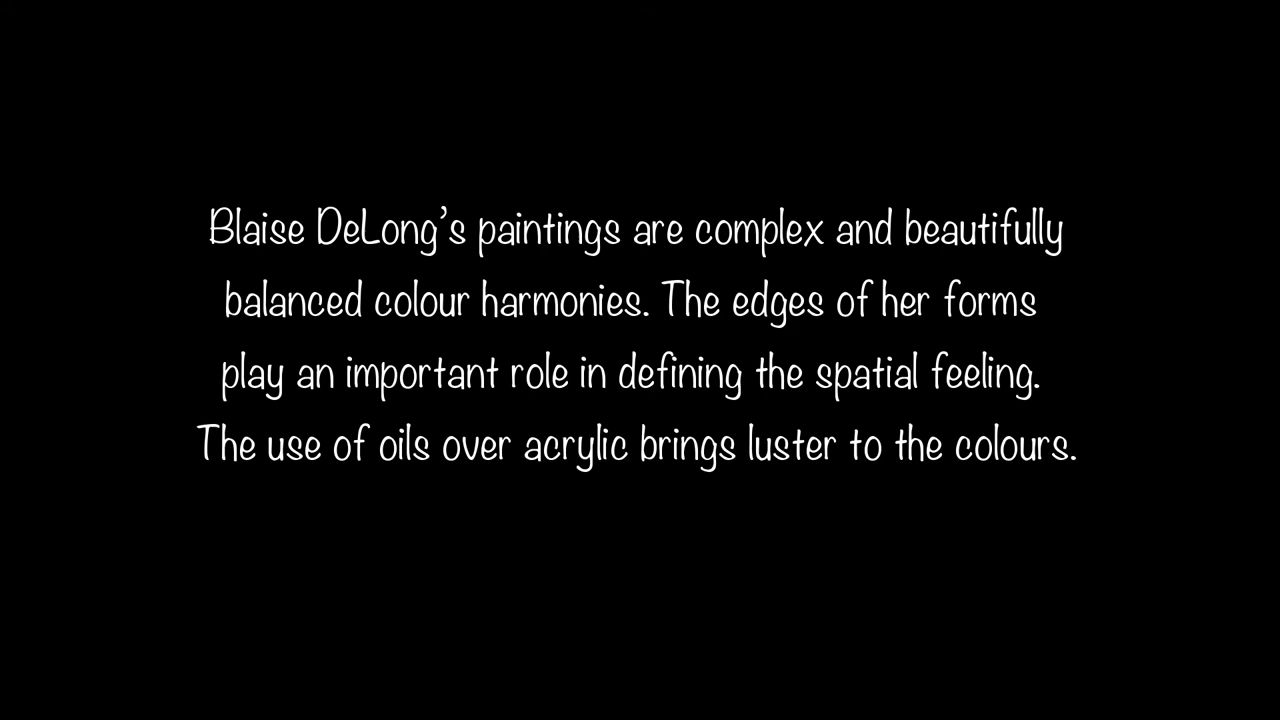 Blaise DeLong’s paintings are complex and beautifully
balanced colour harmonies. The edges of her forms
play an important role in defining the spatial feeling.
The use of oils over acrylic brings luster to the colours.